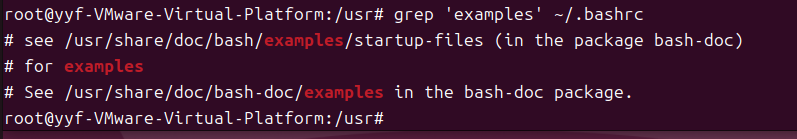 root@yyf-VMware-Virtual-Platform:/usr# grep 'examples' ~/.bashrc
# see /usr/share/doc/bash/examples/startup-files (in the package bash-doc)
# for examples
# See /usr/share/doc/bash-doc/examples in the bash-doc package.
root@yyf-VMware-Virtual-Platform:/usr#